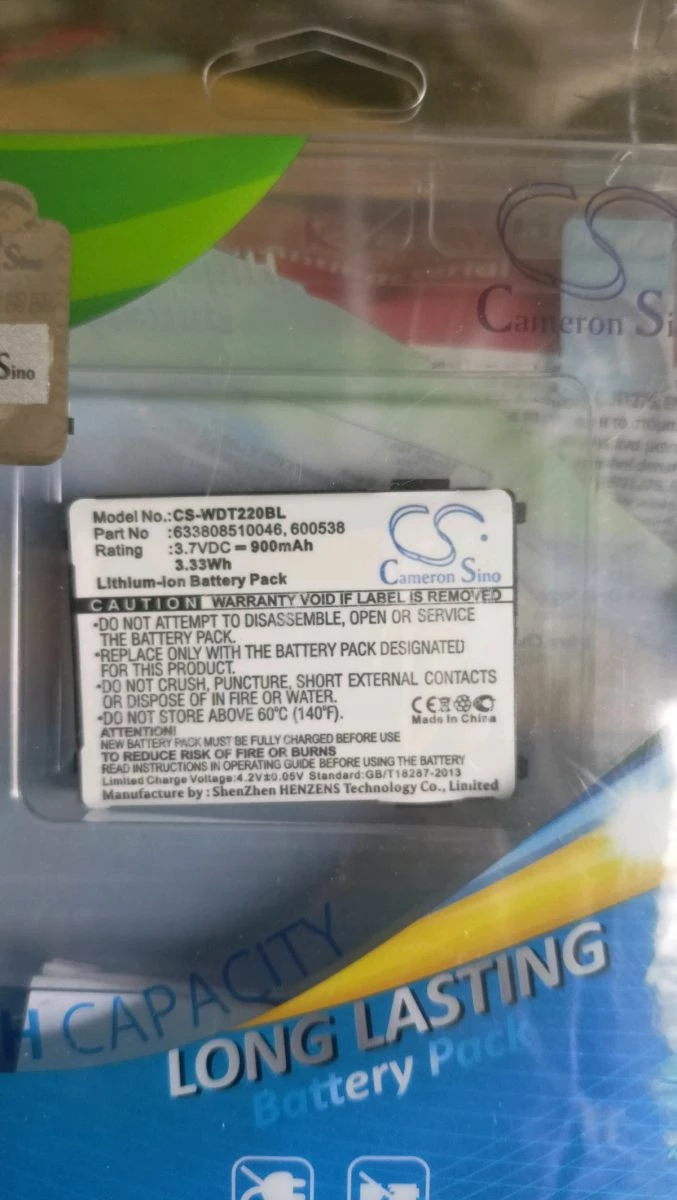 Cameron Si
Sino
Model No.:CS-WDT220BL
Part No :633808510046, 600538
Rating :3.7VDC = 900mAh
3.33Wh
Lithium-ion Battery Pack
CS
Cameron Sino
CAUTION WARRANTY VOID IF LABEL IS REMOVED
•DO NOT ATTEMPT TO DISASSEMBLE, OPEN OR SERVICE
THE BATTERY PACK.
•REPLACE ONLY WITH THE BATTERY PACK DESIGNATED
FOR THIS PRODUCT.
•DO NOT CRUSH, PUNCTURE, SHORT EXTERNAL CONTACTS
OR DISPOSE OF IN FIRE OR WATER.
•DO NOT STORE ABOVE 60°C (140°F).
CE
Made in China
ATTENTION!
NEW BATTERY PACK MUST BE FULLY CHARGED BEFORE USE
TO REDUCE RISK OF FIRE OR BURNS
READ INSTRUCTIONS IN OPERATING GUIDE BEFORE USING THE BATTERY
Limited Charge Voltage:4.2V±0.05V Standard:GB/T18287-2013
Manufacture by : ShenZhen HENZENS Technology Co., Limited
H CAPACITY
LONG LASTING
Battery Pack